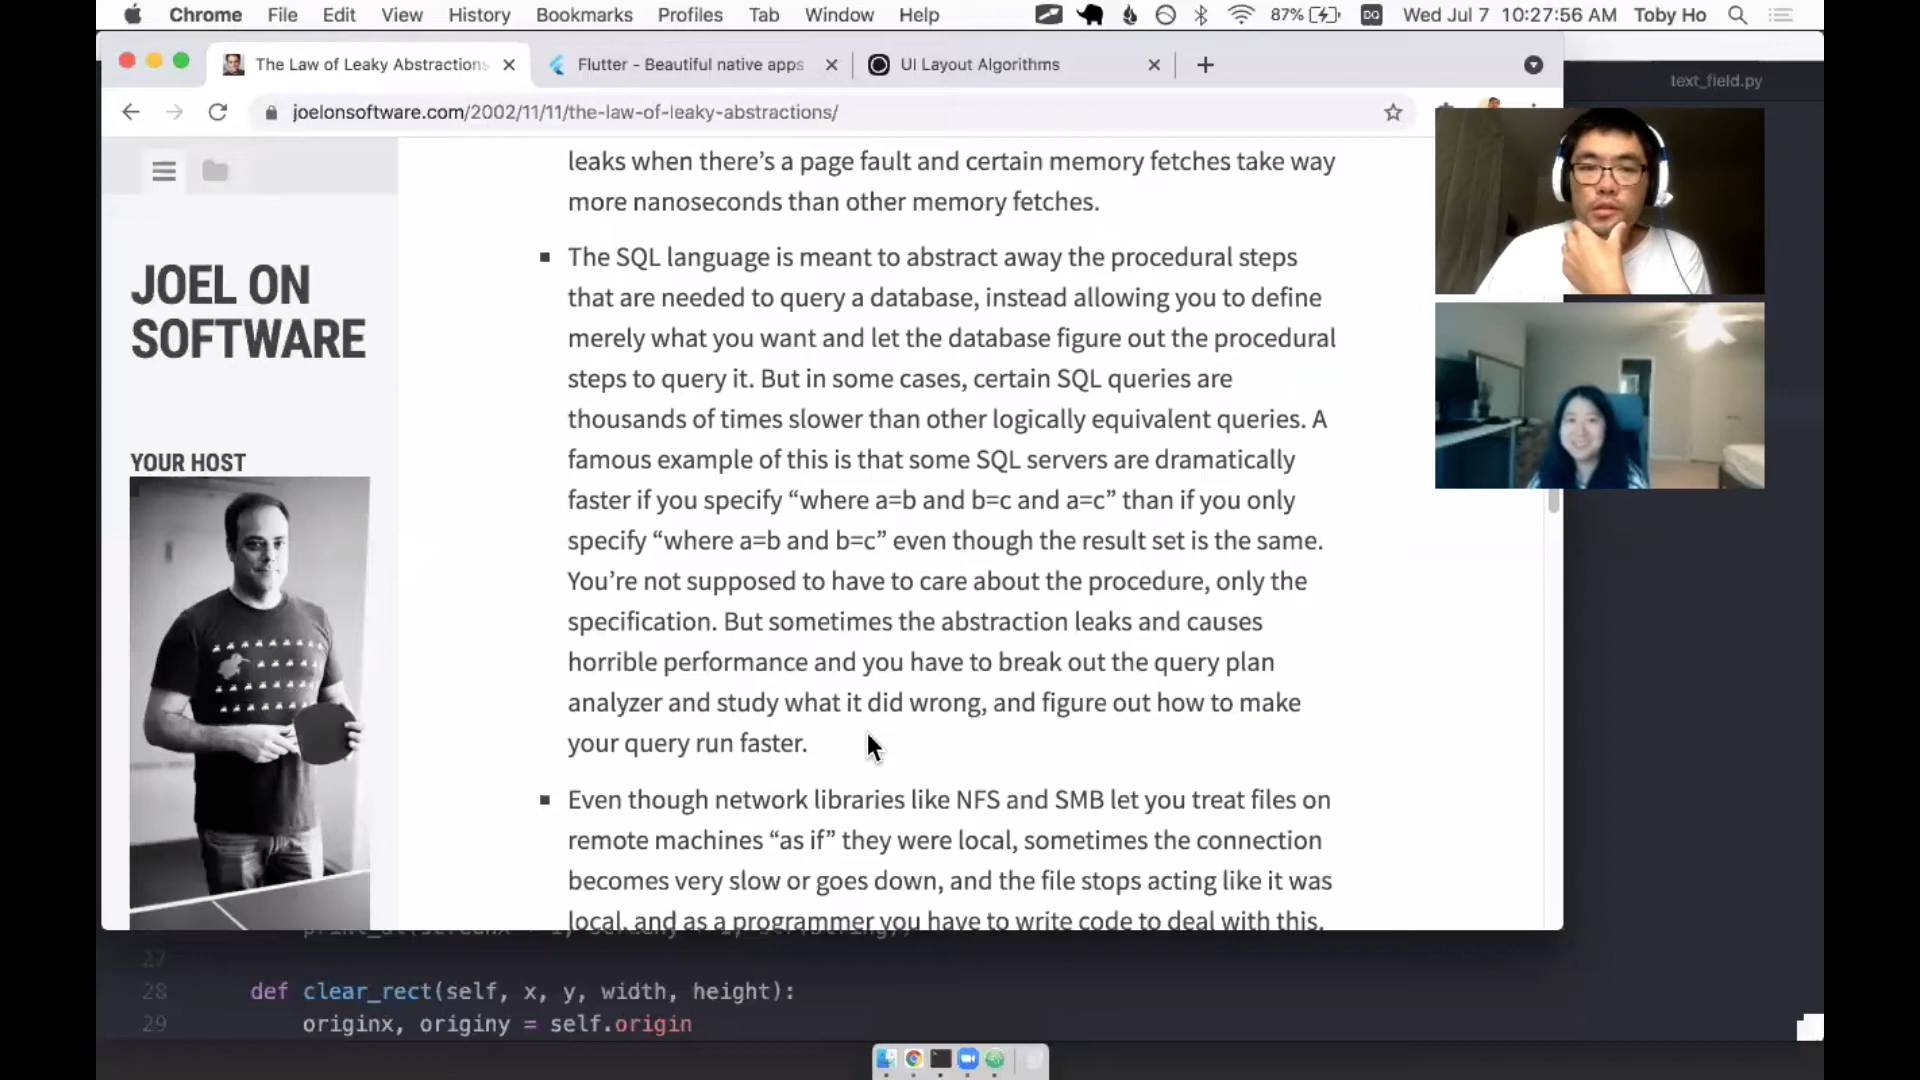 Chrome File Edit View History Bookmarks Profiles Tab Window Help 87% DQ Wed Jul 7 10:27:56 AM Toby Ho
The Law of Leaky Abstractions Flutter - Beautiful native apps UI Layout Algorithms
text_field.py
joelonsoftware.com/2002/11/11/the-law-of-leaky-abstractions/
JOEL ON
SOFTWARE
YOUR HOST
leaks when there’s a page fault and certain memory fetches take way
more nanoseconds than other memory fetches.
■ The SQL language is meant to abstract away the procedural steps
that are needed to query a database, instead allowing you to define
merely what you want and let the database figure out the procedural
steps to query it. But in some cases, certain SQL queries are
thousands of times slower than other logically equivalent queries. A
famous example of this is that some SQL servers are dramatically
faster if you specify “where a=b and b=c and a=c” than if you only
specify “where a=b and b=c” even though the result set is the same.
You’re not supposed to have to care about the procedure, only the
specification. But sometimes the abstraction leaks and causes
horrible performance and you have to break out the query plan
analyzer and study what it did wrong, and figure out how to make
your query run faster.
■ Even though network libraries like NFS and SMB let you treat files on
remote machines “as if” they were local, sometimes the connection
becomes very slow or goes down, and the file stops acting like it was
local, and as a programmer you have to write code to deal with this.
27
28 def clear_rect(self, x, y, width, height):
29 originx, originy = self.origin